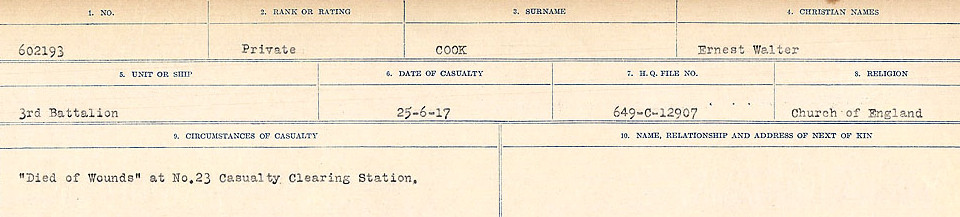 1. NO. 2. RANK OR RATING 3. SURNAME 4. CHRISTIAN NAMES
602193 Private COOK Ernest Walter
5. UNIT OR SHIP 6. DATE OF CASUALTY 7. H.Q. FILE NO. 8. RELIGION
3rd Battalion 25-6-17 649-C-12907 Church of England
9. CIRCUMSTANCES OF CASUALTY 10. NAME, RELATIONSHIP AND ADDRESS OF NEXT OF KIN
"Died of Wounds" at No.23 Casualty Clearing Station.